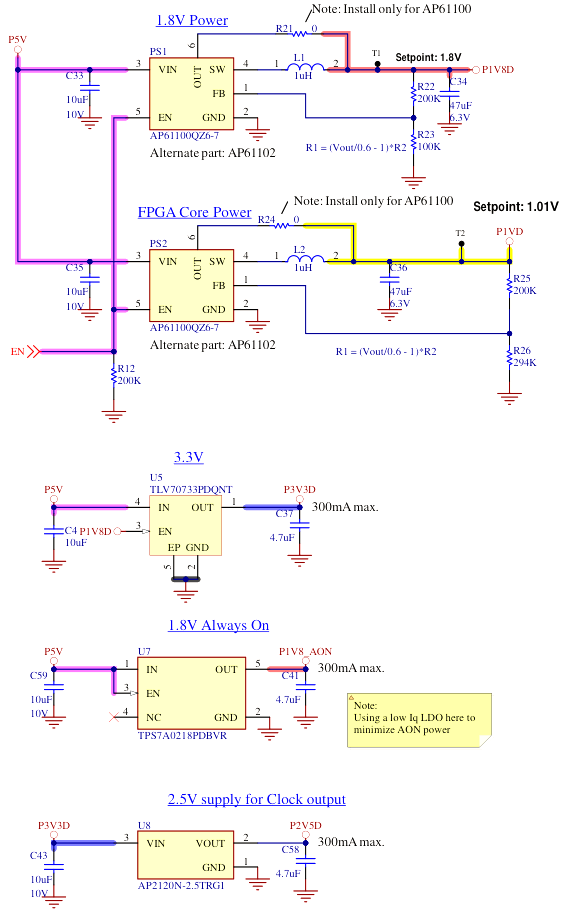 1.8V Power
R21 0
Note: Install only for AP61100
P5V
PS1
6
L1
T1
Setpoint: 1.8V
C33
3 VIN OUT SW 4
1 2
1uH
P1V8D
10uF
10V
FB 1
R22
200K
C34
47uF
6.3V
5 EN GND 2
AP61100QZ6-7
R23
100K
R1 = (Vout/0.6 - 1)*R2
Alternate part: AP61102
FPGA Core Power
R24 0
Note: Install only for AP61100
Setpoint: 1.01V
P1VD
PS2
6
L2
T2
C35
3 VIN OUT SW 4
1 2
1uH
C36
10uF
10V
FB 1
47uF
6.3V
R25
200K
5 EN GND 2
AP61100QZ6-7
Alternate part: AP61102
R1 = (Vout/0.6 - 1)*R2
R26
294K
EN
R12
200K
3.3V
U5
TLV70733PDQNT
P5V
P3V3D
4 IN OUT 1
300mA max.
C4
10uF
P1V8D
3 EN
C37
4.7uF
EP GND
5 2
1.8V Always On
P5V
U7
P1V8_AON
C59
1 IN OUT 5
300mA max.
C41
10uF
10V
3 EN
4.7uF
4 NC GND 2
TPS7A0218PDBVR
Note:
Using a low Iq LDO here to
minimize AON power
2.5V supply for Clock output
P3V3D
U8
P2V5D
3 VIN VOUT 2
300mA max.
C43
10uF
10V
C58
4.7uF
GND 1
AP2120N-2.5TRG1